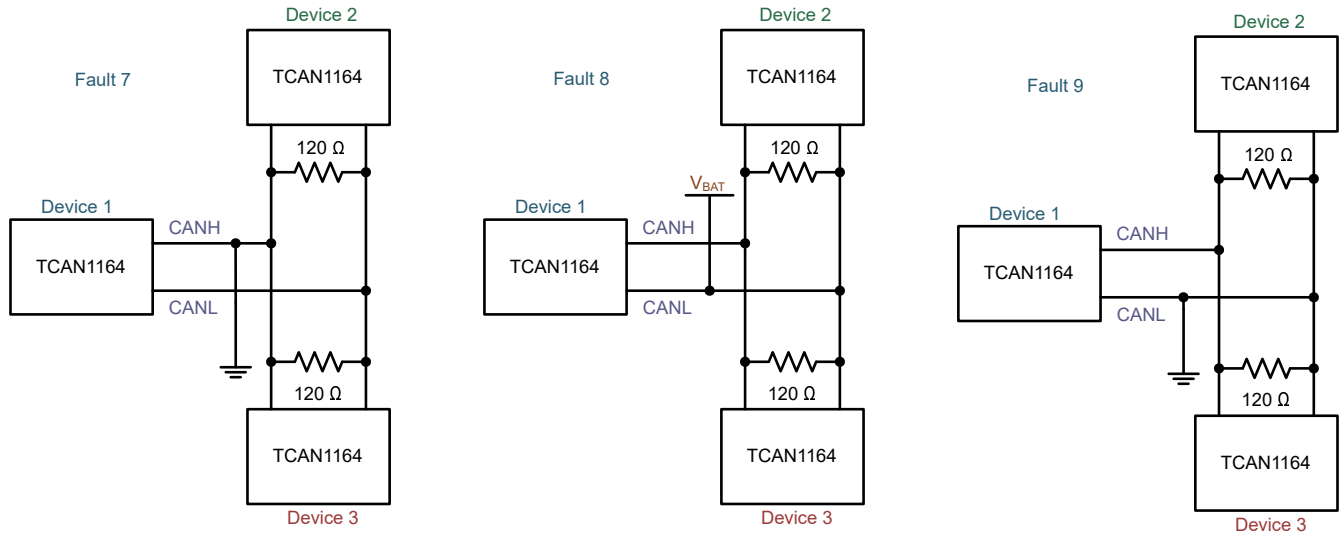 Device 2
Fault 7
TCAN1164
120 Ω
Device 1
CANH
TCAN1164
CANL
120 Ω
TCAN1164
Device 3
Device 2
Fault 8
TCAN1164
120 Ω
VBAT
Device 1
CANH
TCAN1164
CANL
120 Ω
TCAN1164
Device 3
Device 2
Fault 9
TCAN1164
120 Ω
Device 1
CANH
TCAN1164
CANL
120 Ω
TCAN1164
Device 3